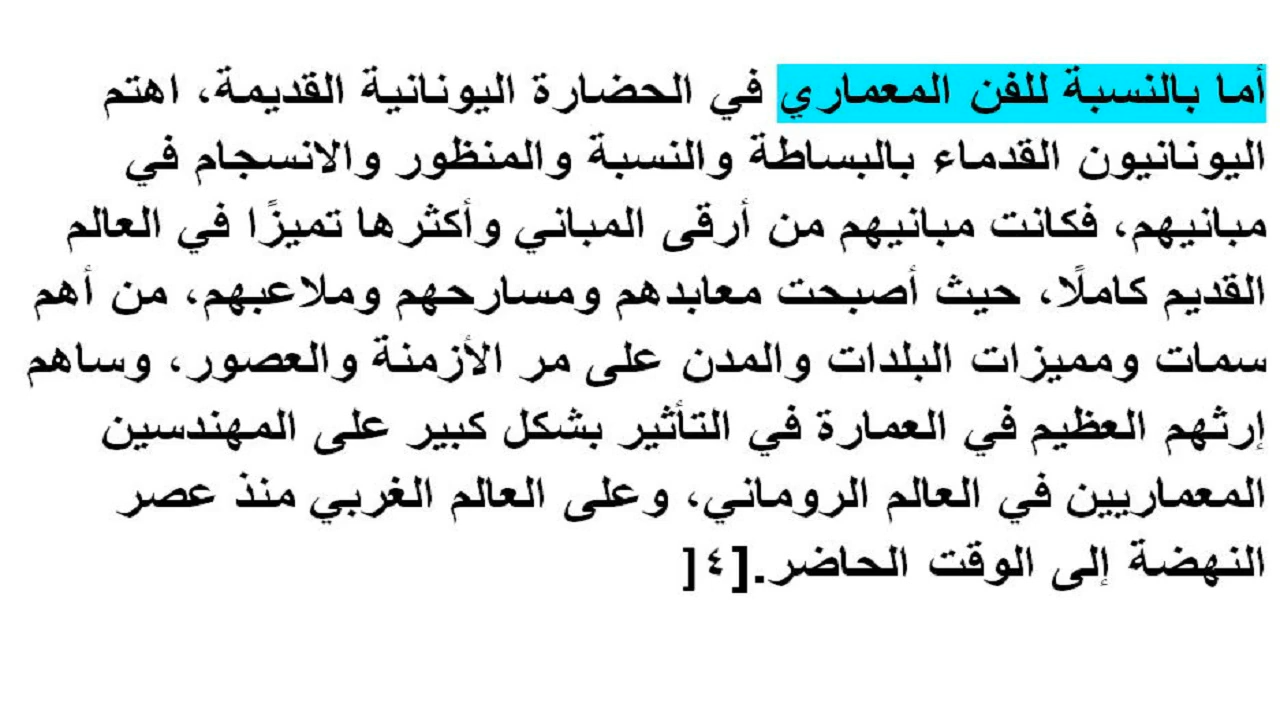 أما بالنسبة للفن المعماري في الحضارة اليونانية القديمة، اهتم
اليونانيون القدماء بالبساطة والنسبة والمنظور والانسجام في
مبانيهم، فكانت مبانيهم من أرقى المباني وأكثرها تميزًا في العالم
القديم كاملًا، حيث أصبحت معابدهم ومسارحهم وملاعبهم، من أهم
سمات ومميزات البلدات والمدن على مر الأزمنة والعصور، وساهم
إرثهم العظيم في العمارة في التأثير بشكل كبير على المهندسين
المعماريين في العالم الروماني، وعلى العالم الغربي منذ عصر
النهضة إلى الوقت الحاضر.[٤]